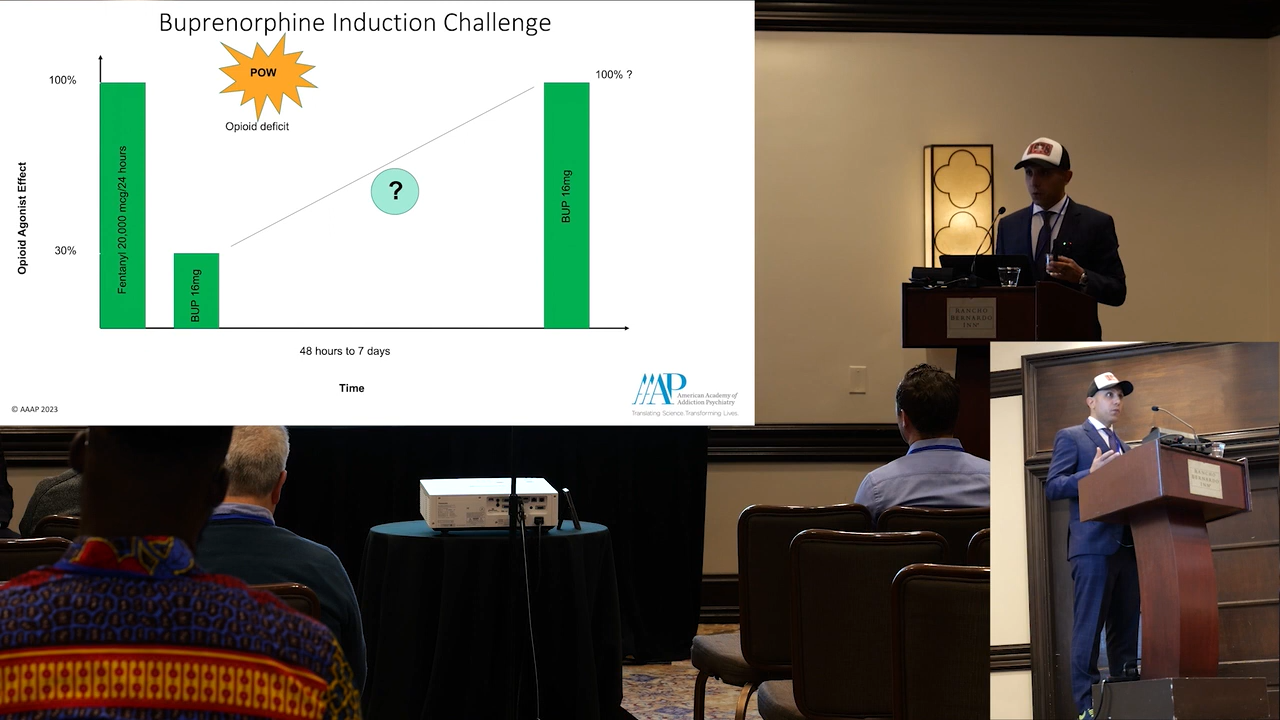 Buprenorphine Induction Challenge
POW
Opioid deficit
100%
100% ?
30%
?
Opioid Agonist Effect
Fentanyl 20,000 mcg/24 hours
BUP 16mg
BUP 16mg
48 hours to 7 days
Time
© AAAP 2023
AAP
American Academy of
Addiction Psychiatry
Translating Science. Transforming Lives.
RANCHO
BERNARDO
INN
RANCHO
BERNARDO
INN